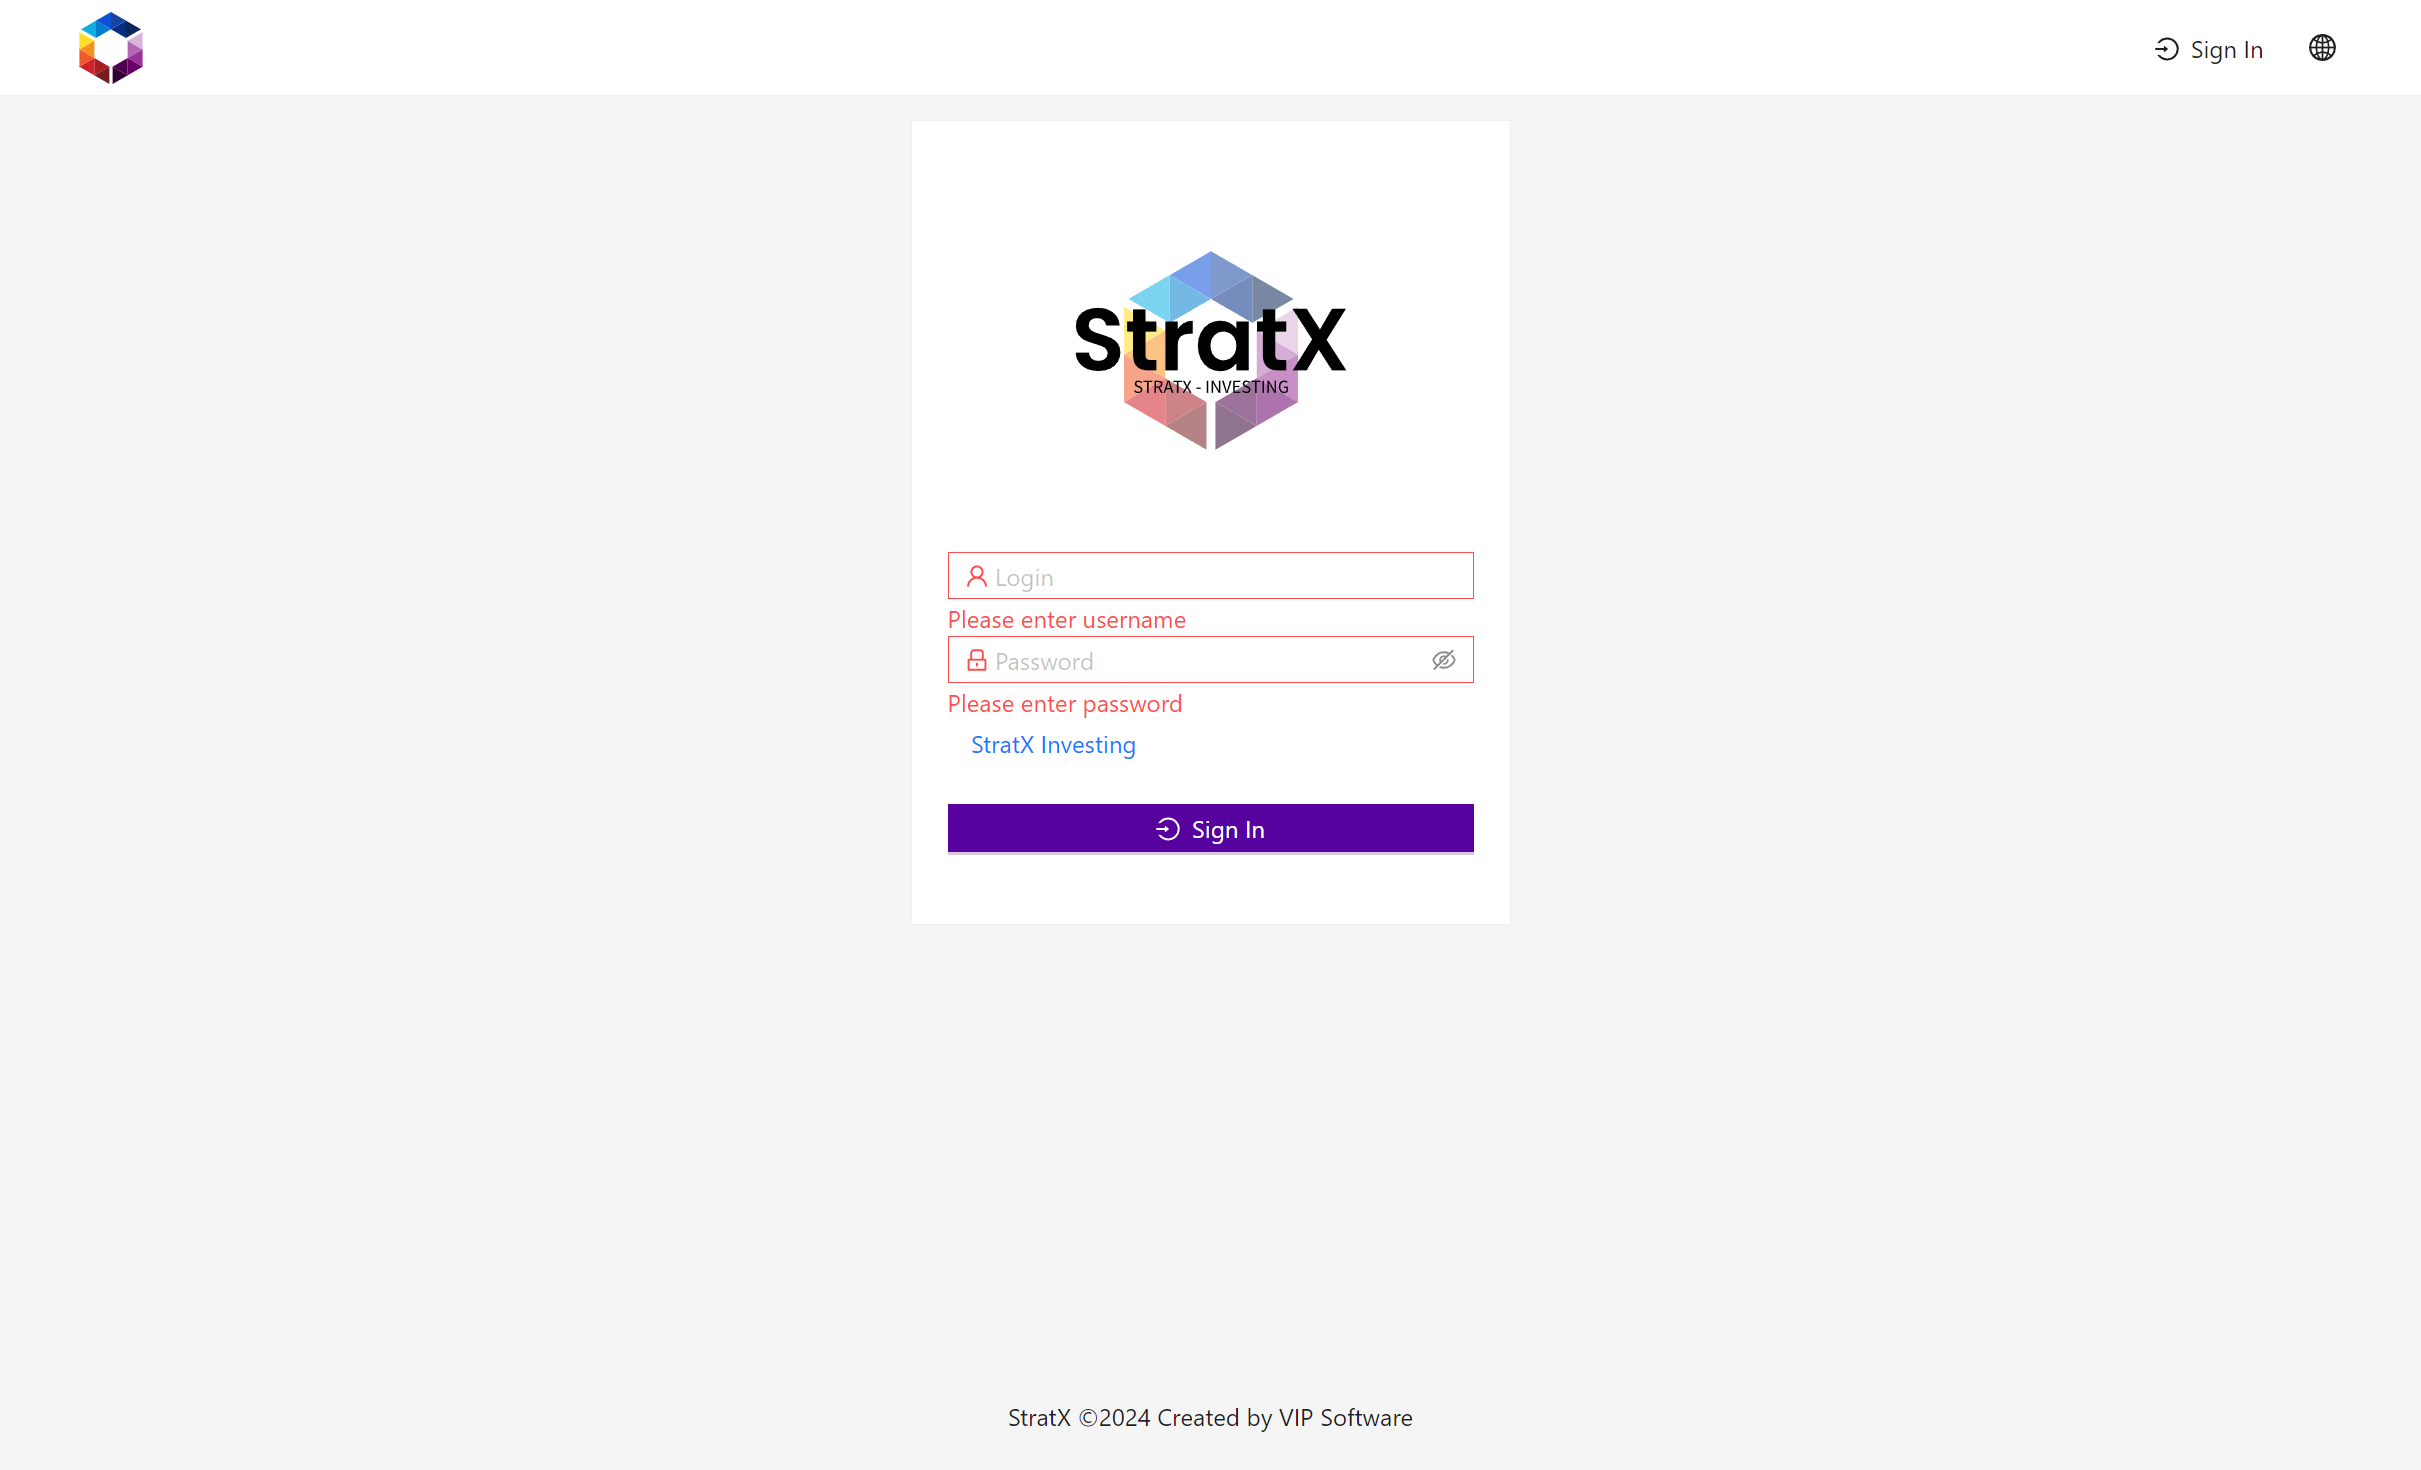 Sign In
StratX
STRATX - INVESTING
Login
Please enter username
Password
Please enter password
StratX Investing
Sign In
StratX ©2024 Created by VIP Software